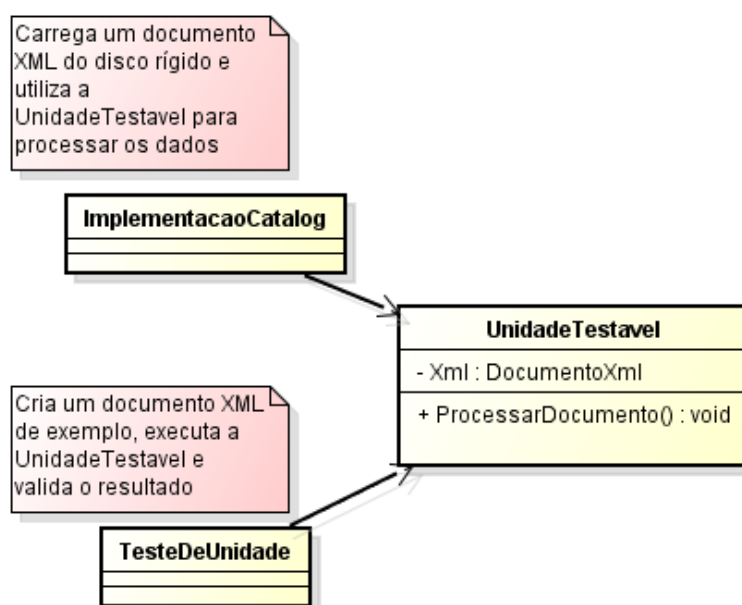 Carrega um documento
XML do disco rígido e
utiliza a
UnidadeTestavel para
processar os dados
ImplementacaoCatalog
UnidadeTestavel
- Xml : DocumentoXml
+ ProcessarDocumento() : void
Cria um documento XML
de exemplo, executa a
UnidadeTestavel e
valida o resultado
TesteDeUnidade